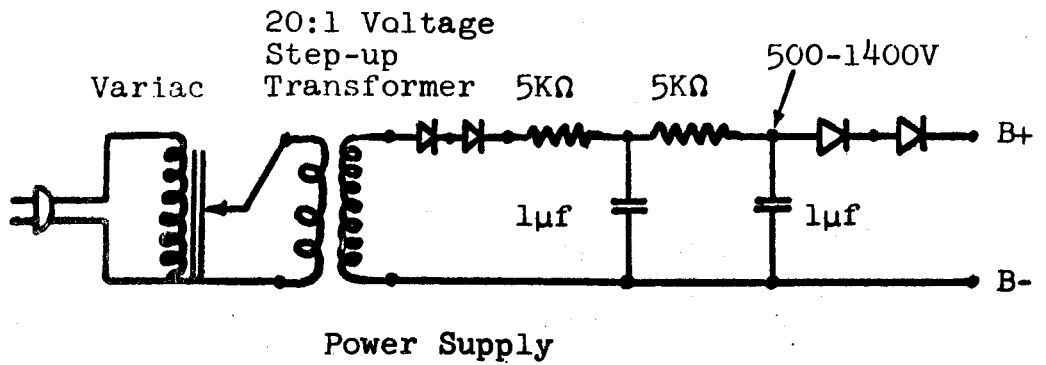 20:1 Voltage
Step-up
Transformer
Variac
5KΩ
5KΩ
500-1400V
B+
1µf
1µf
B-
Power Supply